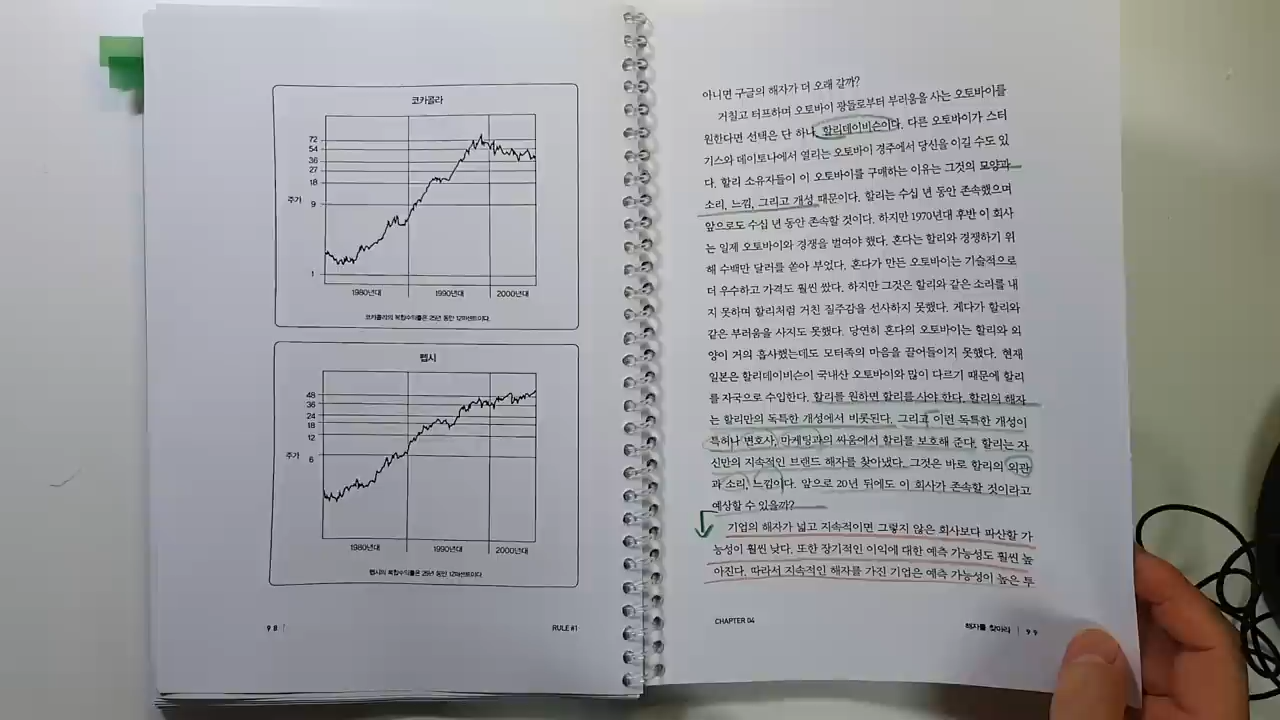 코카콜라
72
54
36
27
18
주가
9
1
1980년대
1990년대
2000년대
코카콜라의 복합수익률은 25년 동안 12퍼센트이다.
펩시
48
36
24
18
12
주가
6
1980년대
1990년대
2000년대
펩시의 복합수익률은 25년 동안 12퍼센트이다
98
RULE #1
아니면 구글의 해자가 더 오래 갈까?
거칠고 터프하며 오토바이 광들로부터 부러움을 사는 오토바이를
원한다면 선택은 단 하나, 할리데이비슨이다. 다른 오토바이가 스터
기스와 데이토나에서 열리는 오토바이 경주에서 당신을 이길 수도 있
다. 할리 소유자들이 이 오토바이를 구매하는 이유는 그것의 모양과
소리, 느낌, 그리고 개성 때문이다. 할리는 수십 년 동안 존속했으며
앞으로도 수십 년 동안 존속할 것이다. 하지만 1970년대 후반 이 회사
는 일제 오토바이와 경쟁을 벌여야 했다. 혼다는 할리와 경쟁하기 위
해 수백만 달러를 쏟아 부었다. 혼다가 만든 오토바이는 기술적으로
더 우수하고 가격도 훨씬 쌌다. 하지만 그것은 할리와 같은 소리를 내
지 못하며 할리처럼 거친 질주감을 선사하지 못했다. 게다가 할리와
같은 부러움을 사지도 못했다. 당연히 혼다의 오토바이는 할리와 외
양이 거의 흡사했는데도 모터족의 마음을 끌어들이지 못했다. 현재
일본은 할리데이비슨이 국내산 오토바이와 많이 다르기 때문에 할리
를 자국으로 수입한다. 할리를 원하면 할리를 사야 한다. 할리의 해자
는 할리만의 독특한 개성에서 비롯된다. 그리고 이런 독특한 개성이
특허나 변호사, 마케팅과의 싸움에서 할리를 보호해 준다. 할리는 자
신만의 지속적인 브랜드 해자를 찾아냈다. 그것은 바로 할리의 외관
과 소리, 느낌이다. 앞으로 20년 뒤에도 이 회사가 존속할 것이라고
예상할 수 있을까?
기업의 해자가 넓고 지속적이면 그렇지 않은 회사보다 파산할 가
능성이 훨씬 낮다. 또한 장기적인 이익에 대한 예측 가능성도 훨씬 높
아진다. 따라서 지속적인 해자를 가진 기업은 예측 가능성이 높은 투
CHAPTER 04
해자를 찾아라
99